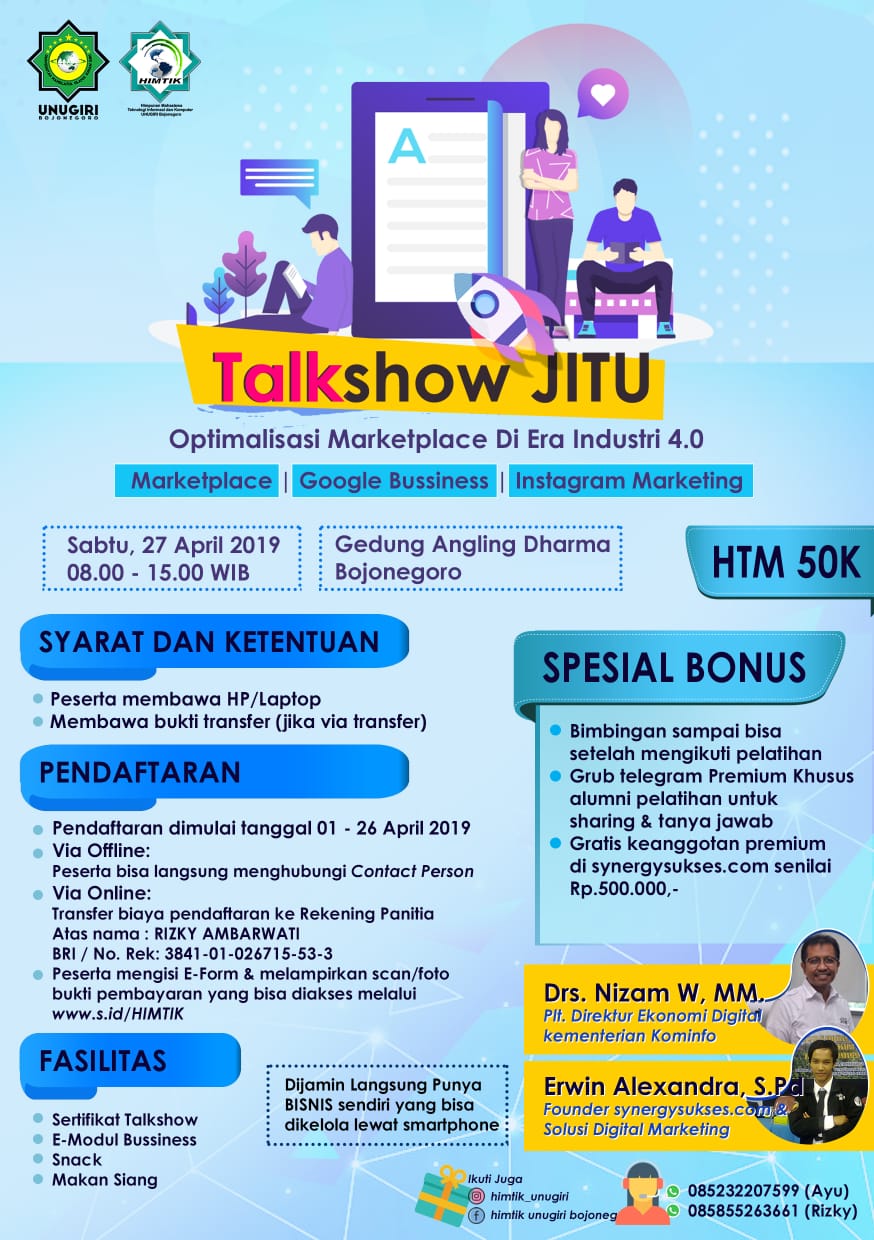 UNUGIRI
BOJONEGORO
HIMTIK
Himpunan Mahasiswa
Teknologi Informasi dan Komputer
UNUGIRI Bojonegoro
A
Talkshow JITU
Optimalisasi Marketplace Di Era Industri 4.0
Marketplace | Google Bussiness | Instagram Marketing
Sabtu, 27 April 2019
08.00 - 15.00 WIB
Gedung Angling Dharma
Bojonegoro
HTM 50K
SYARAT DAN KETENTUAN
Peserta membawa HP/Laptop
Membawa bukti transfer (jika via transfer)
PENDAFTARAN
Pendaftaran dimulai tanggal 01 - 26 April 2019
Via Offline:
Peserta bisa langsung menghubungi Contact Person
Via Online:
Transfer biaya pendaftaran ke Rekening Panitia
Atas nama : RIZKY AMBARWATI
BRI / No. Rek: 3841-01-026715-53-3
Peserta mengisi E-Form & melampirkan scan/foto
bukti pembayaran yang bisa diakses melalui
www.s.id/HIMTIK
FASILITAS
Sertifikat Talkshow
E-Modul Bussiness
Snack
Makan Siang
Dijamin Langsung Punya
BISNIS sendiri yang bisa
dikelola lewat smartphone
SPESIAL BONUS
Bimbingan sampai bisa
setelah mengikuti pelatihan
Grub telegram Premium Khusus
alumni pelatihan untuk
sharing & tanya jawab
Gratis keanggotan premium
di synergysukses.com senilai
Rp.500.000,-
Drs. Nizam W, MM.
Plt. Direktur Ekonomi Digital
kementerian Kominfo
Erwin Alexandra, S.Pd
Founder synergysukses.com &
Solusi Digital Marketing
Ikuti Juga
himtik_unugiri
himtik unugiri bojoneg
085232207599 (Ayu)
085855263661 (Rizky)